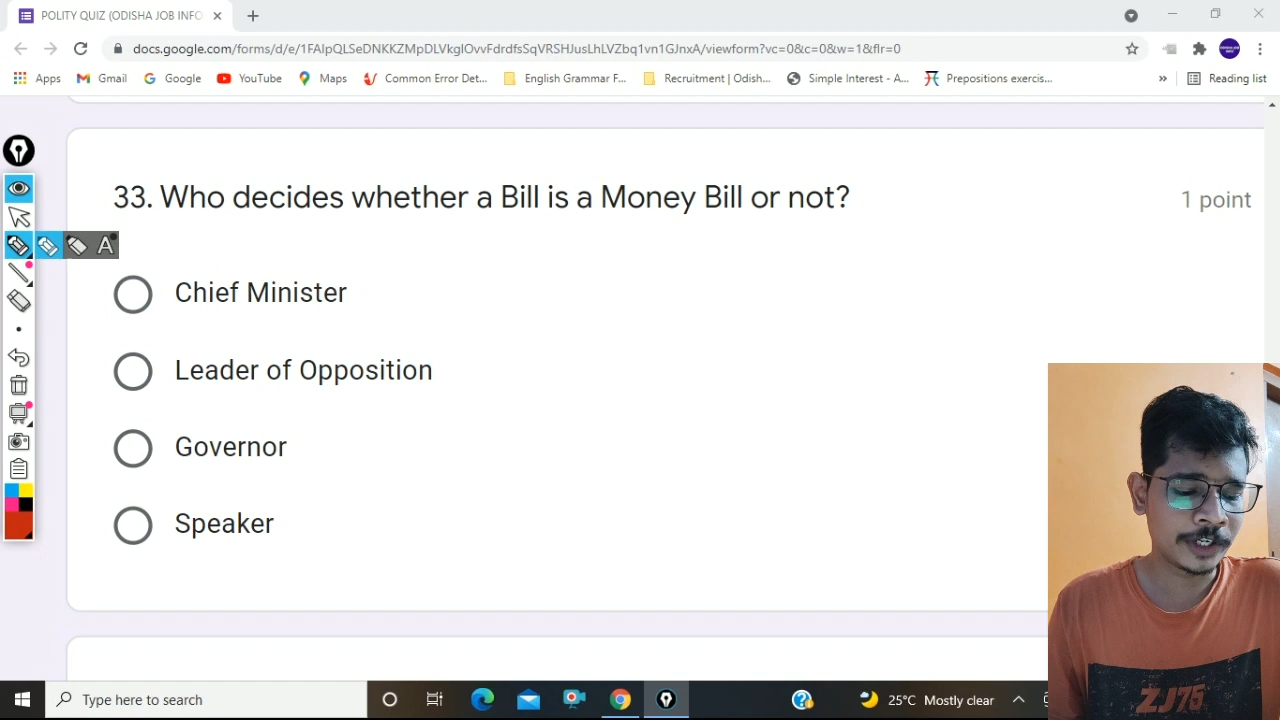 POLITY QUIZ (ODISHA JOB INFO
docs.google.com/forms/d/e/1FAIpQLSeDNKKZMpDLVkglOvvFdrdfsSqVRSHJusLhLVZbq1vn1GJnxA/viewform?vc=0&c=0&w=1&flr=0
Apps Gmail Google YouTube Maps Common Error Det... English Grammar F... Recruitment | Odish... Simple Interest - A... Prepositions exercis... » Reading list
33. Who decides whether a Bill is a Money Bill or not?
1 point
A
Chief Minister
Leader of Opposition
Governor
Speaker
ZJ75
Type here to search
25°C Mostly clear